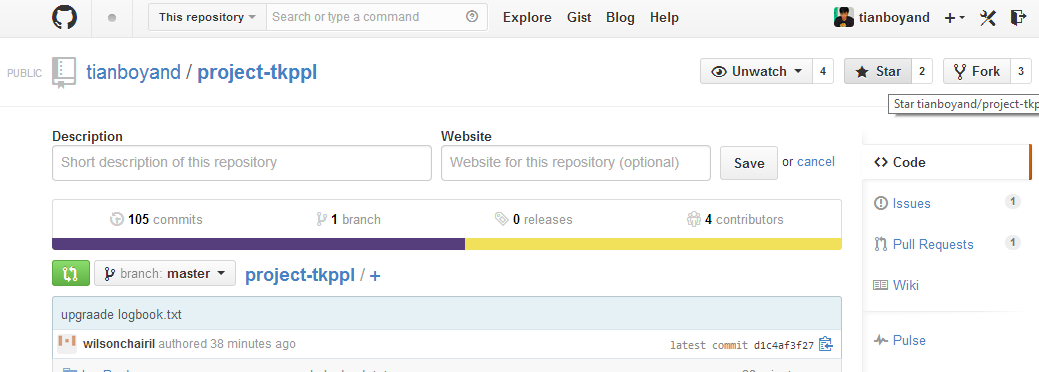 This repository Search or type a command Explore Gist Blog Help tianboyand
PUBLIC tianboyand / project-tkppl Unwatch 4 Star 2 Fork 3
Star tianboyand/project-tkp
Description Website
Short description of this repository Website for this repository (optional) Save or cancel
Code
105 commits 1 branch 0 releases 4 contributors
Issues 1
Pull Requests 1
Wiki
Pulse
branch: master project-tkppl / +
upgraade logbook.txt
wilsonchairil authored 38 minutes ago latest commit d1c4af3f27